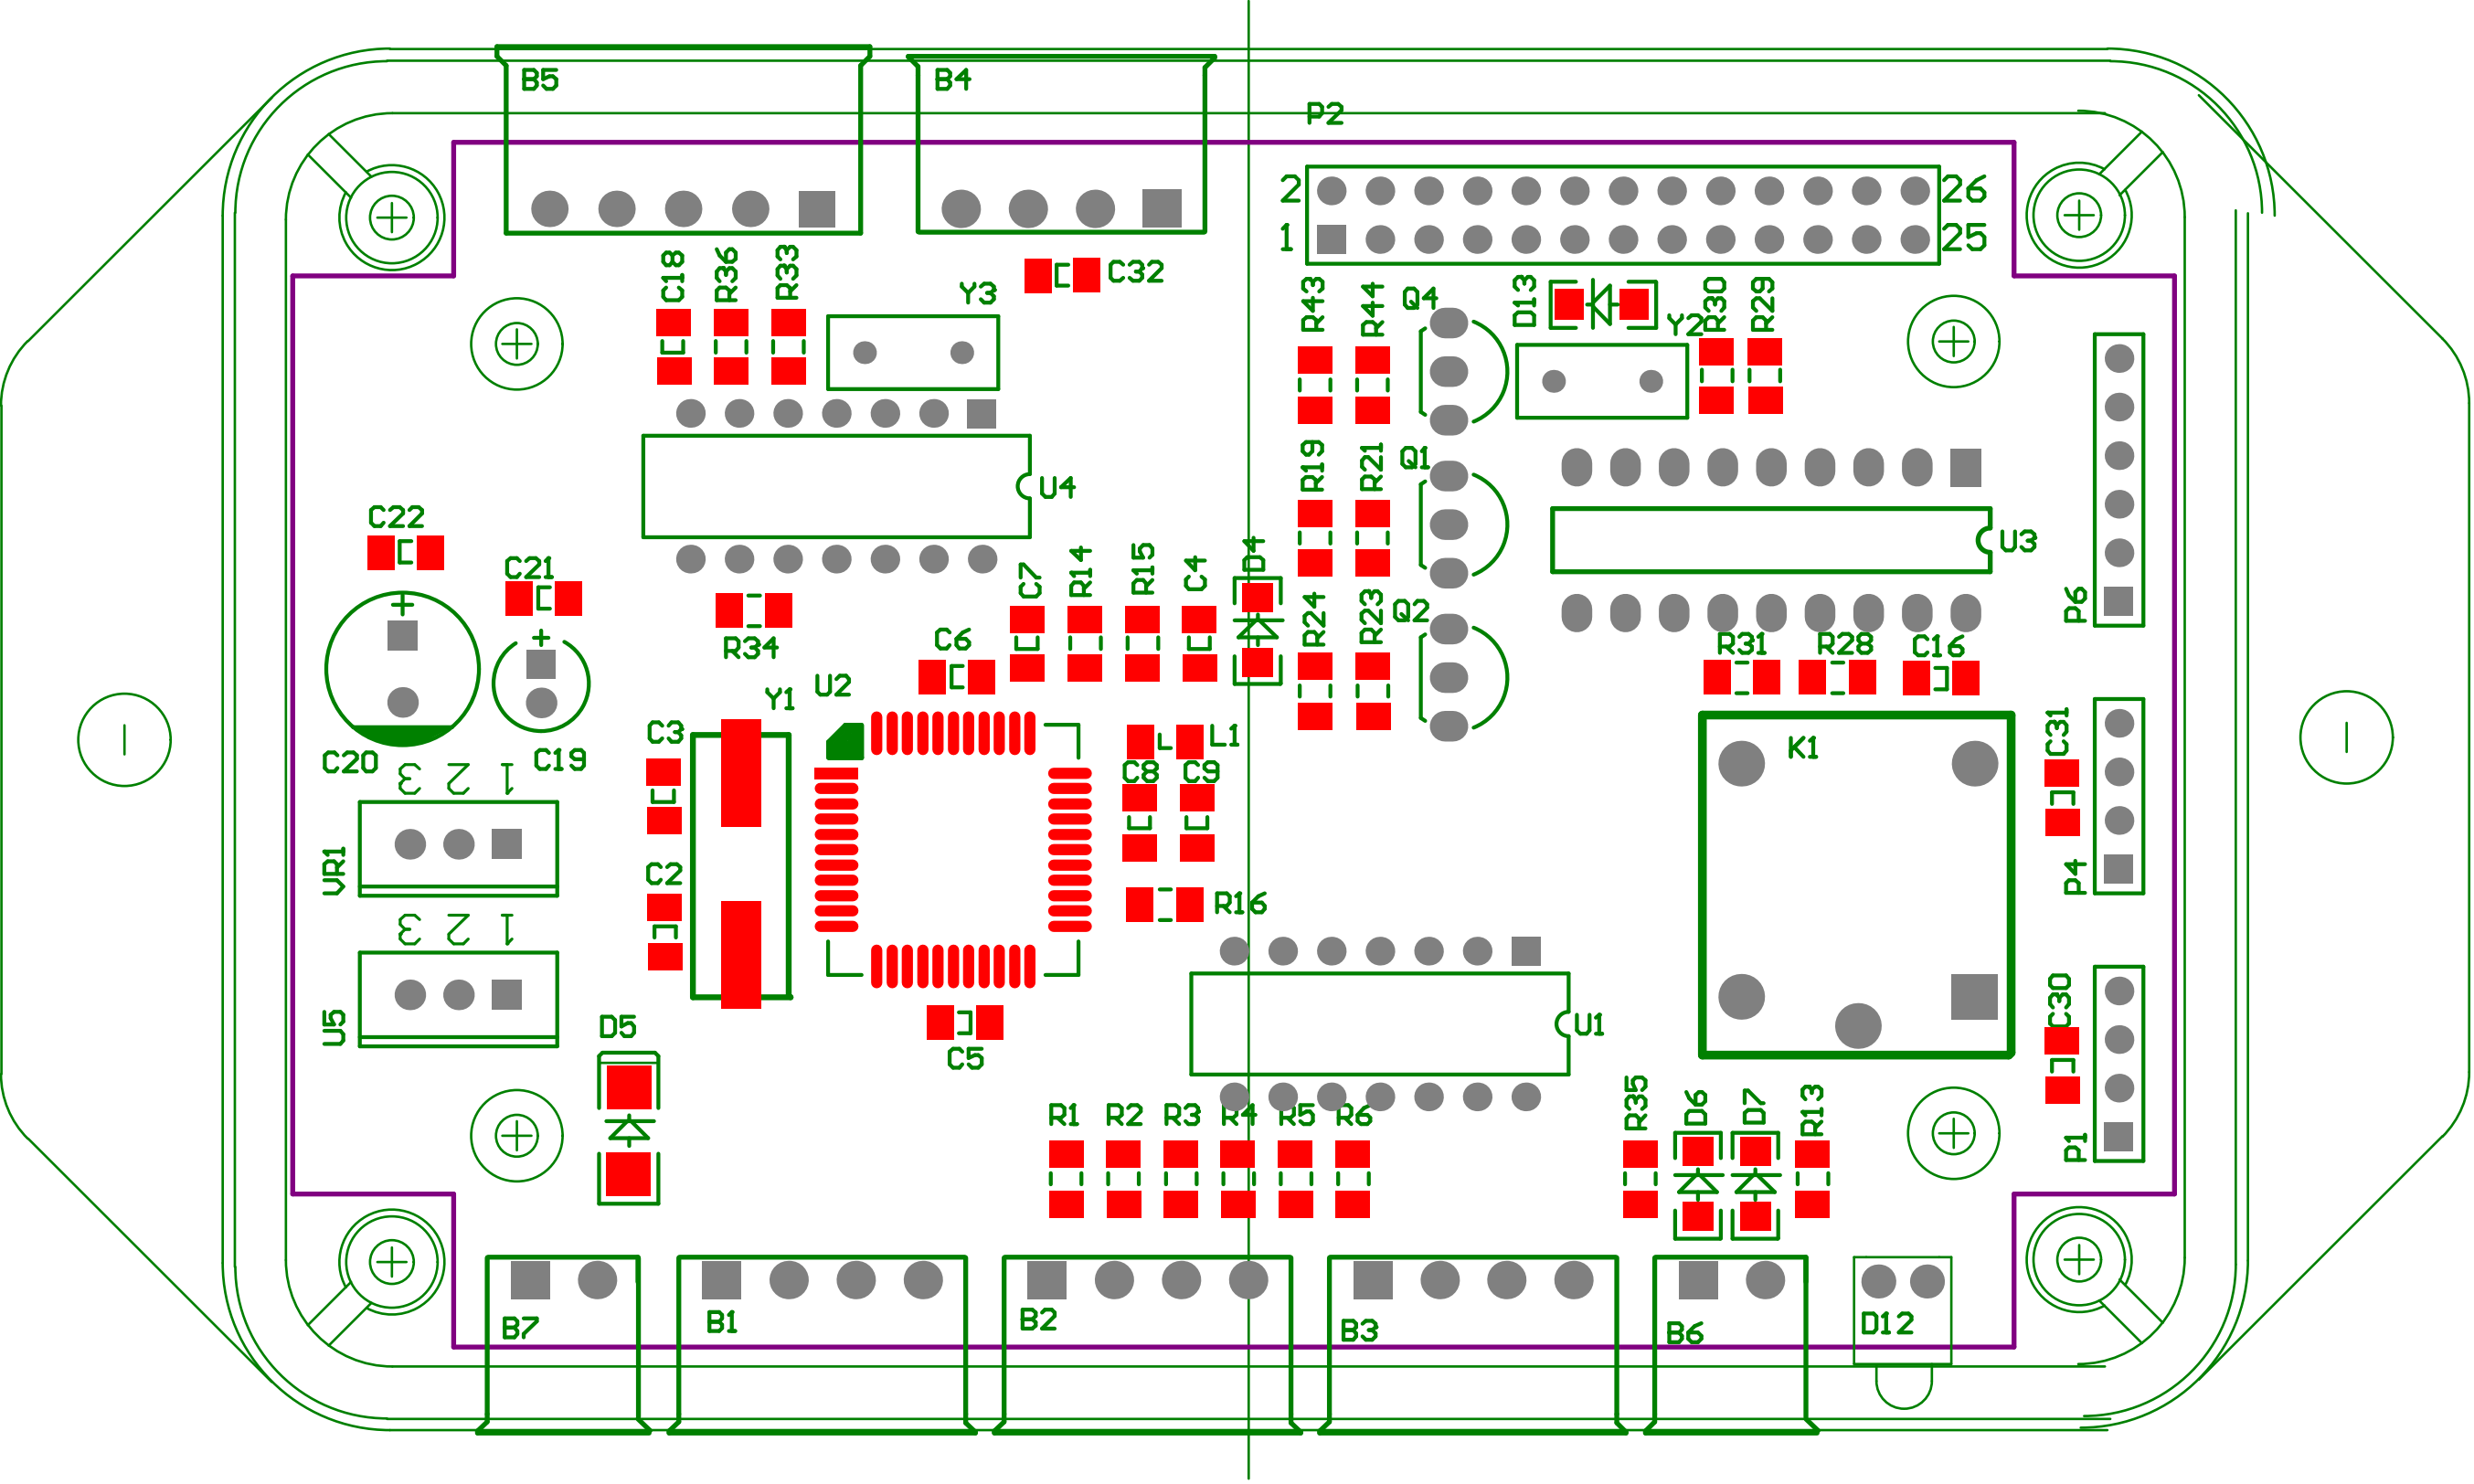 B5 B4
P2
2 26
1 25
C18 R36 R33 Y3 C32 R43 R44 Q4 D13 Y2 R30 R29
U4 R19 R21 Q1
C22 C21 U3
C7 R14 R15 C4 D4 R24 R23 Q2 P6
+ +
R34 C6 R31 R28 C16
Y1 U2
C3 L1 K1 C31
C20 C19 C8 C9
3 2 1
VR1 C2 R16 P4
3 2 1
U5 D5 C5 U1 C30
R1 R2 R3 R4 R5 R6 R35 D6 D7 R13 P1
B7 B1 B2 B3 B6 D12